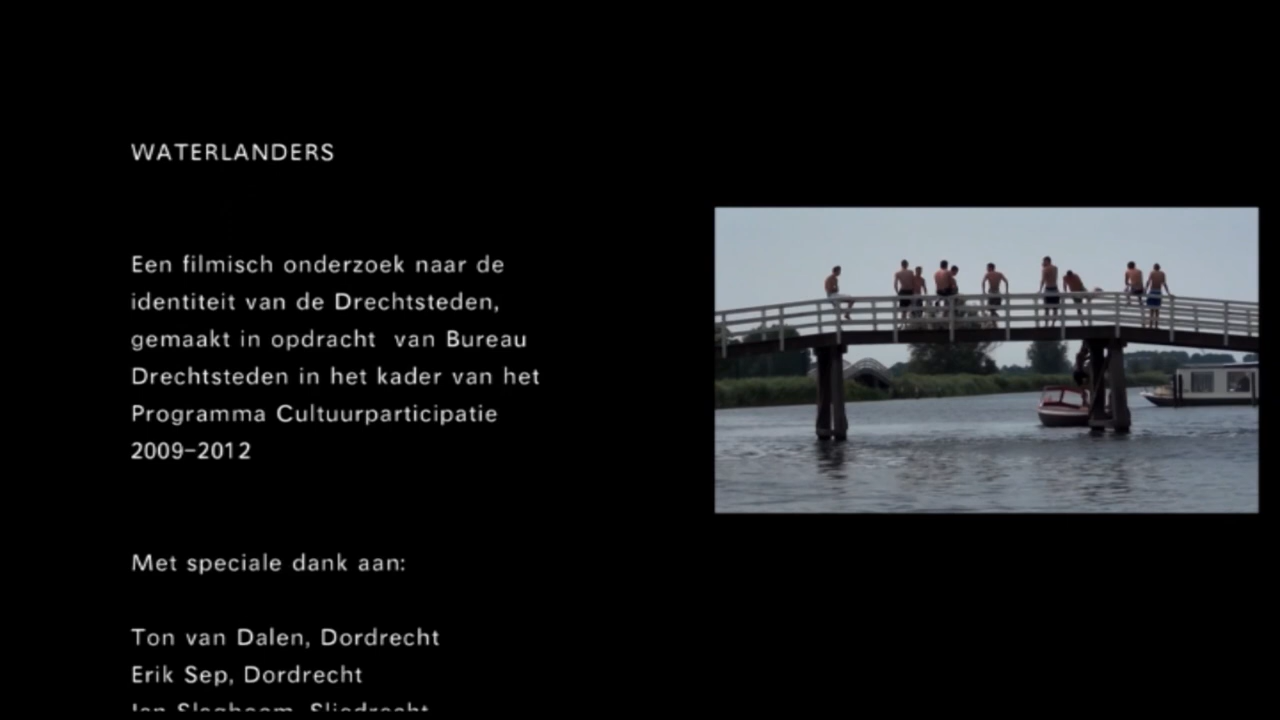 WATERLANDERS
Een filmisch onderzoek naar de
identiteit van de Drechtsteden,
gemaakt in opdracht van Bureau
Drechtsteden in het kader van het
Programma Cultuurparticipatie
2009-2012
Met speciale dank aan:
Ton van Dalen, Dordrecht
Erik Sep, Dordrecht
Sliedrecht